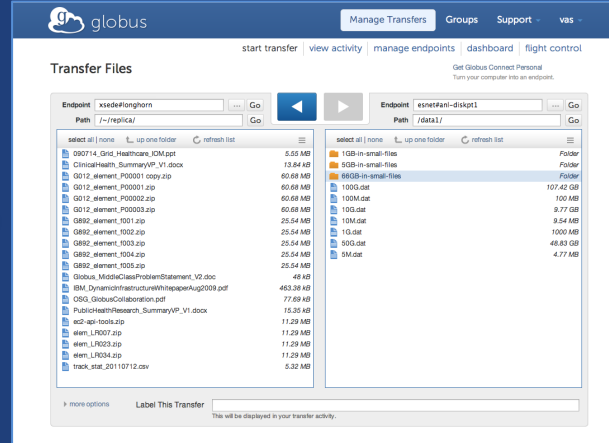 globus
Manage Transfers Groups Support vas
start transfer view activity manage endpoints dashboard flight control
Transfer Files
Get Globus Connect Personal
Turn your computer into an endpoint.
Endpoint xsede#longhorn ... Go
Path /~/replica/ Go
Endpoint esnet#anl-diskpt1 ... Go
Path /data1/ Go
select all | none up one folder refresh list
090714_Grid_Healthcare_IOM.ppt 5.55 MB
ClinicalHealth_SummaryVP_V1.docx 13.84 kB
G012_element_P00001 copy.zip 60.68 MB
G012_element_P00001.zip 60.68 MB
G012_element_P00002.zip 60.68 MB
G012_element_P00003.zip 60.68 MB
G892_element_f001.zip 25.54 MB
G892_element_f002.zip 25.54 MB
G892_element_f003.zip 25.54 MB
G892_element_f004.zip 25.54 MB
G892_element_f005.zip 25.54 MB
Globus_MiddleClassProblemStatement_V2.doc 48 kB
IBM_DynamicInfrastructureWhitepaperAug2009.pdf 463.38 kB
OSG_GlobusCollaboration.pdf 77.69 kB
PublicHealthResearch_SummaryVP_V1.docx 15.35 kB
ec2-api-tools.zip 11.29 MB
elem_LR007.zip 11.29 MB
elem_LR023.zip 11.29 MB
elem_LR034.zip 11.29 MB
track_stat_20110712.csv 5.32 MB
select all | none up one folder refresh list
1GB-in-small-files Folder
5GB-in-small-files Folder
66GB-in-small-files Folder
100G.dat 107.42 GB
100M.dat 100 MB
10G.dat 9.77 GB
10M.dat 9.54 MB
1G.dat 1000 MB
50G.dat 48.83 GB
5M.dat 4.77 MB
more options Label This Transfer
This will be displayed in your transfer activity.